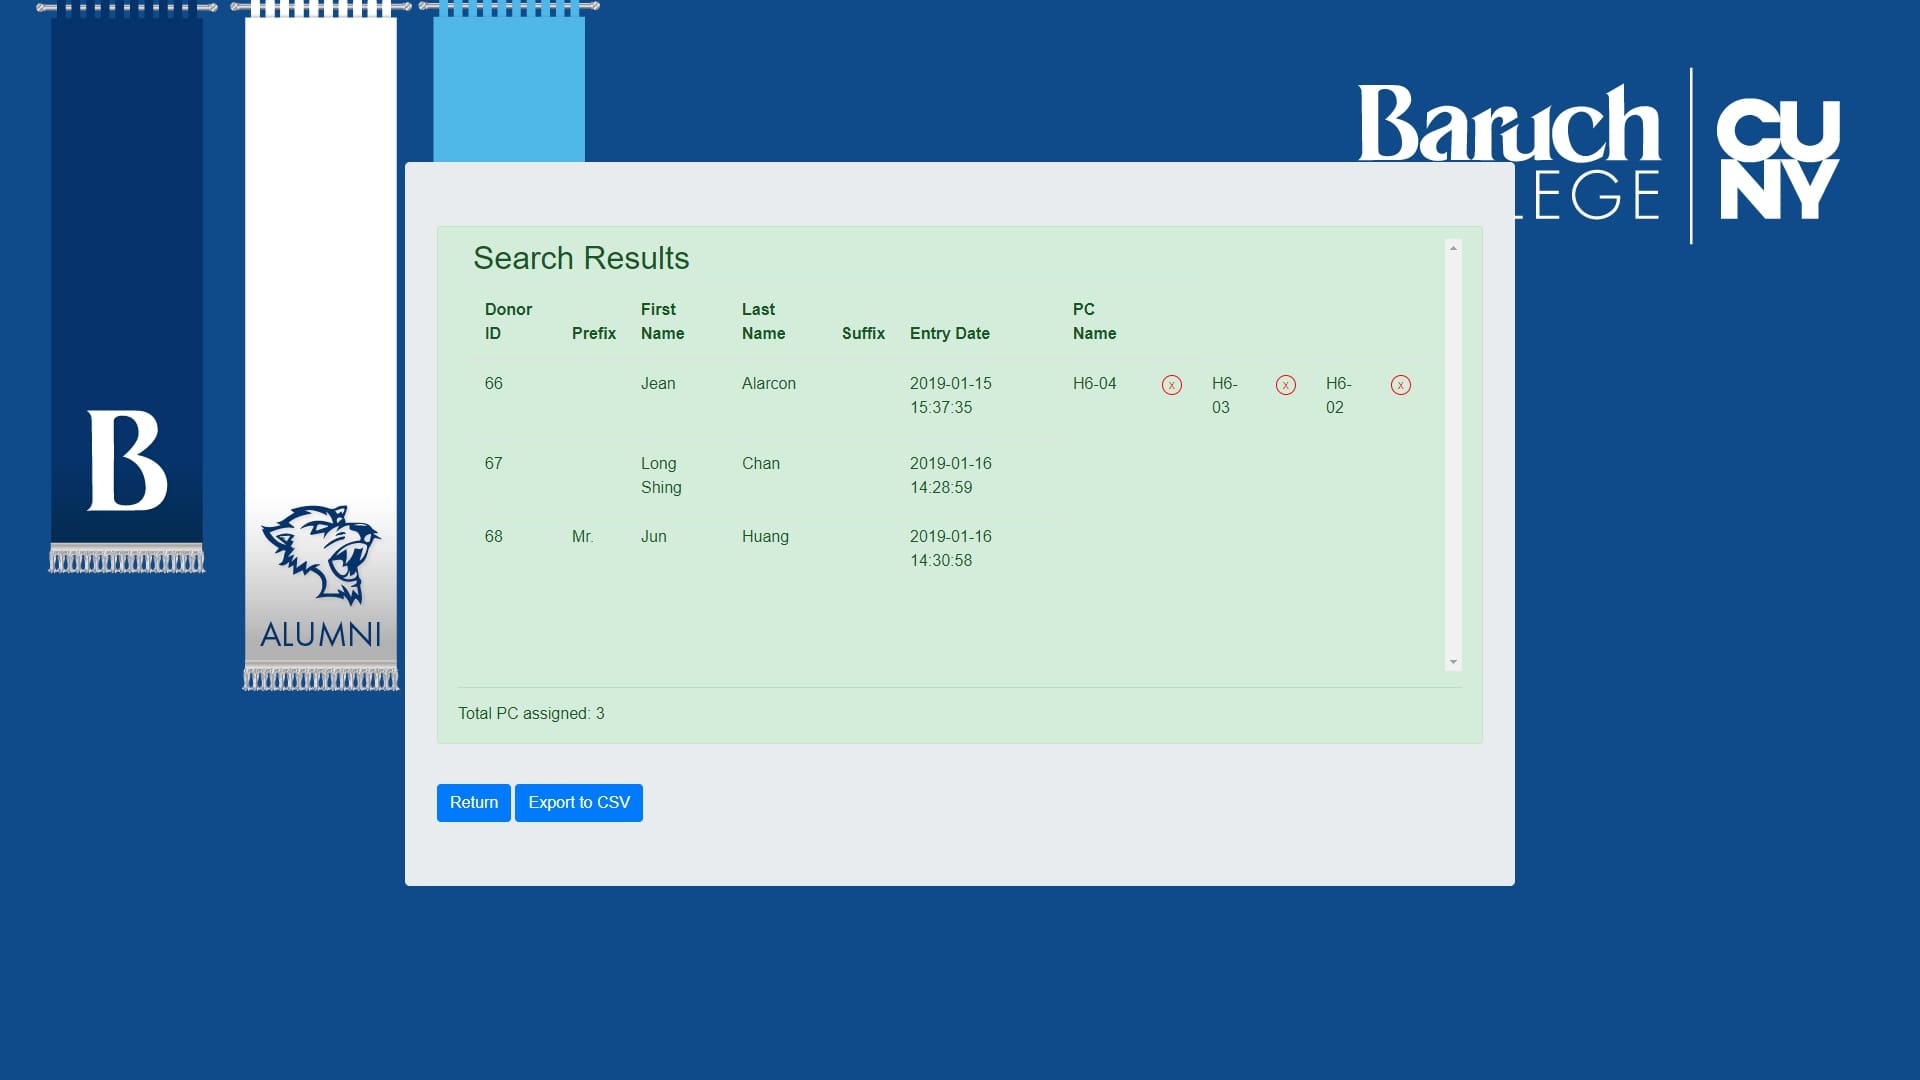 B
ALUMNI
Baruch
LEGE
CU
NY
Search Results
Donor ID Prefix First Name Last Name Suffix Entry Date PC Name
66 Jean Alarcon 2019-01-15 15:37:35 H6-04 x H6-03 x H6-02 x
67 Long Shing Chan 2019-01-16 14:28:59
68 Mr. Jun Huang 2019-01-16 14:30:58
Total PC assigned: 3
Return Export to CSV